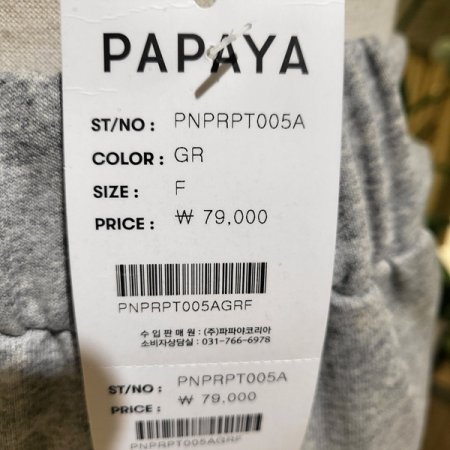 PAPAYA
ST/NO : PNPRPT005A
COLOR : GR
SIZE : F
PRICE : ₩ 79,000
PNPRPT005AGRF
수 입 판 매 원 : (주)파파야코리아
소비자상담실 : 031-766-6978
ST/NO : PNPRPT005A
PRICE : ₩ 79,000
PNPRPT005AGRF